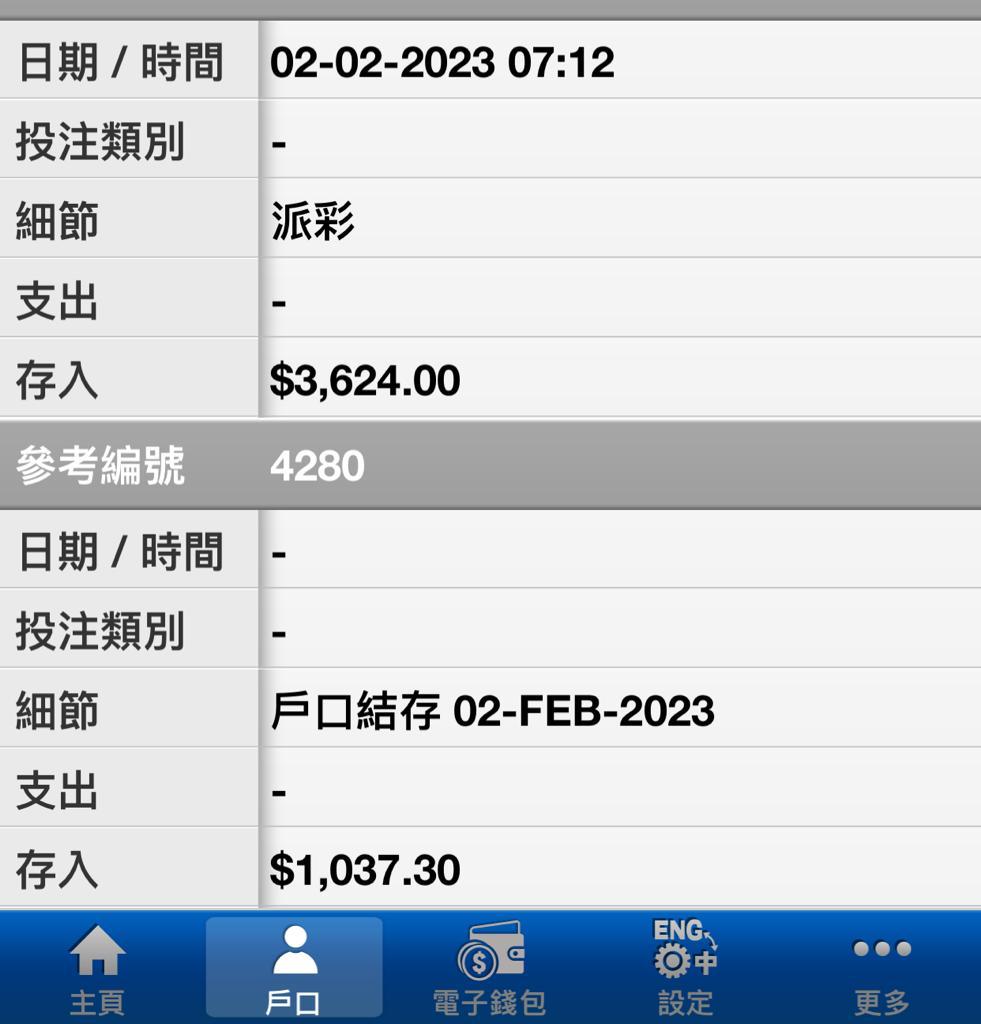 日期 / 時間 02-02-2023 07:12
投注類別 -
細節 派彩
支出 -
存入 $3,624.00
參考編號 4280
日期 / 時間 -
投注類別 -
細節 戶口結存 02-FEB-2023
支出 -
存入 $1,037.30
$ ENG 中
主頁 戶口 電子錢包 設定 更多